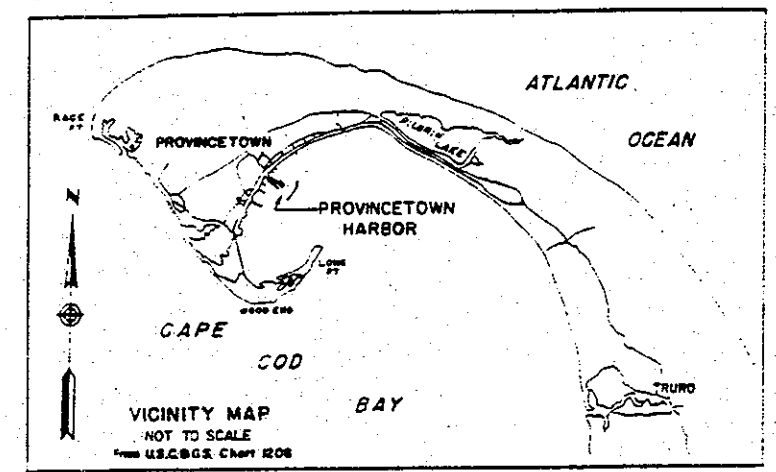 ATLANTIC
OCEAN
RACE
PT
PROVINCETOWN
PILGRIM LAKE
N
PROVINCETOWN
HARBOR
LONG
PT
WOOD END
CAPE
COD
BAY
TRURO
VICINITY MAP
NOT TO SCALE
From U.S.C.&G.S. Chart 1208